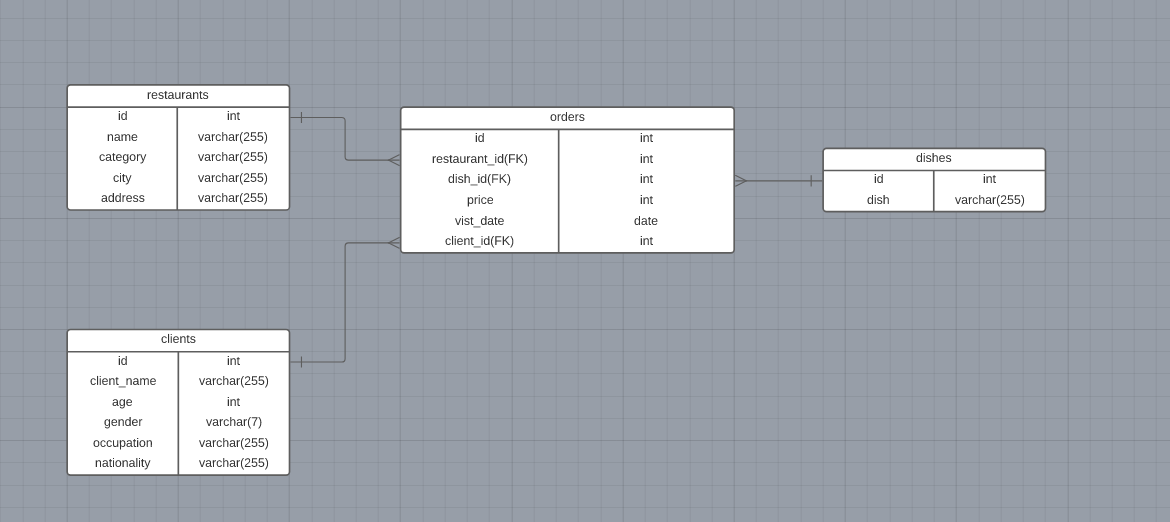 restaurants
id int
name varchar(255)
category varchar(255)
city varchar(255)
address varchar(255)
orders
id int
restaurant_id(FK) int
dish_id(FK) int
price int
vist_date date
client_id(FK) int
dishes
id int
dish varchar(255)
clients
id int
client_name varchar(255)
age int
gender varchar(7)
occupation varchar(255)
nationality varchar(255)